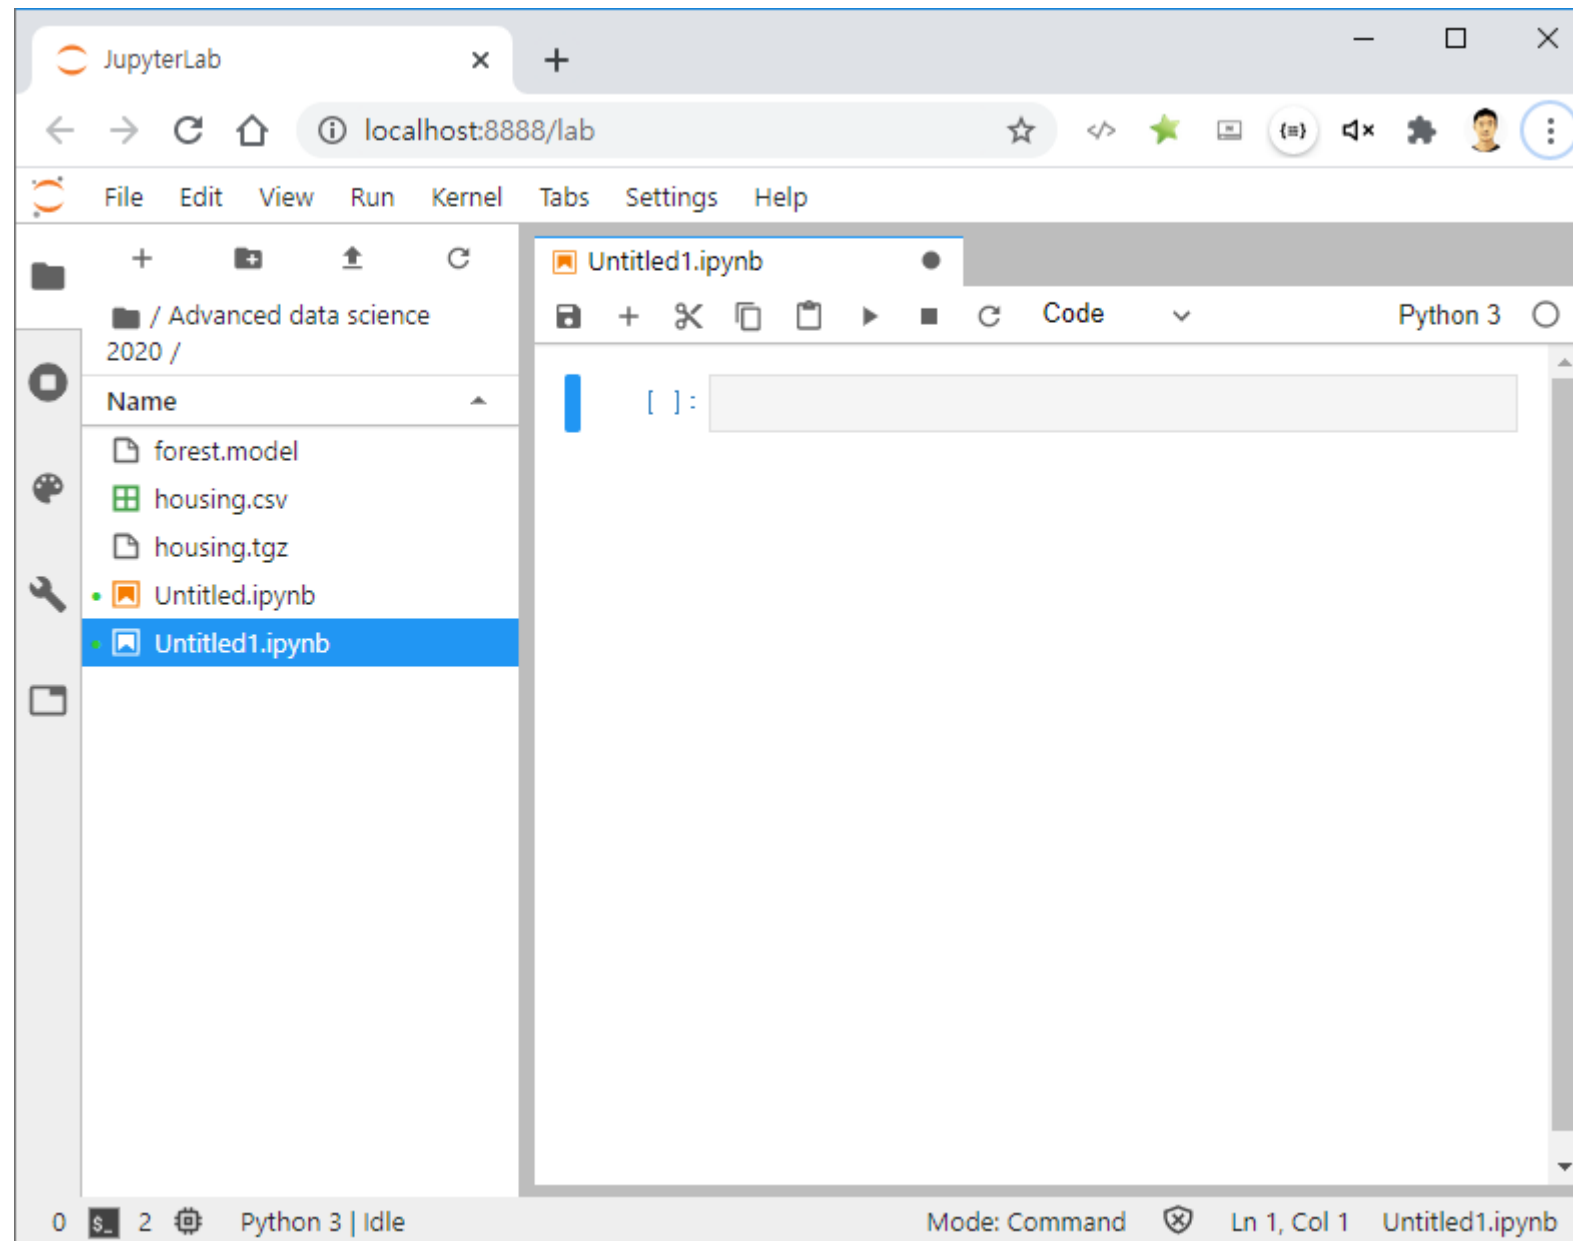 JupyterLab
localhost:8888/lab
File Edit View Run Kernel Tabs Settings Help
/ Advanced data science
2020 /
Name
forest.model
housing.csv
housing.tgz
Untitled.ipynb
Untitled1.ipynb
Untitled1.ipynb
Code Python 3
[ ]:
0 $_ 2 Python 3 | Idle Mode: Command Ln 1, Col 1 Untitled1.ipynb